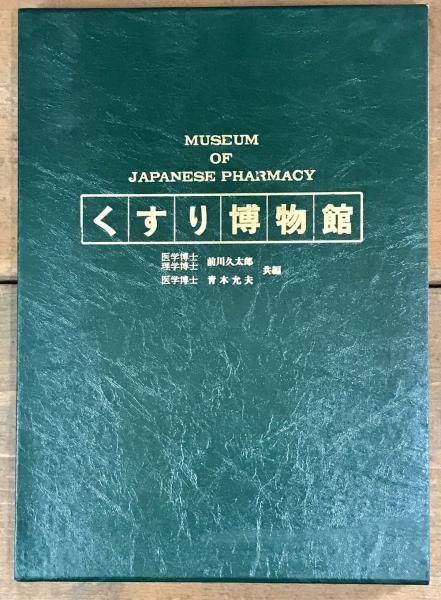 MUSEUM
OF
JAPANESE PHARMACY
くすり博物館
医学博士
理学博士 前川久太郎
医学博士 青木允夫
共編